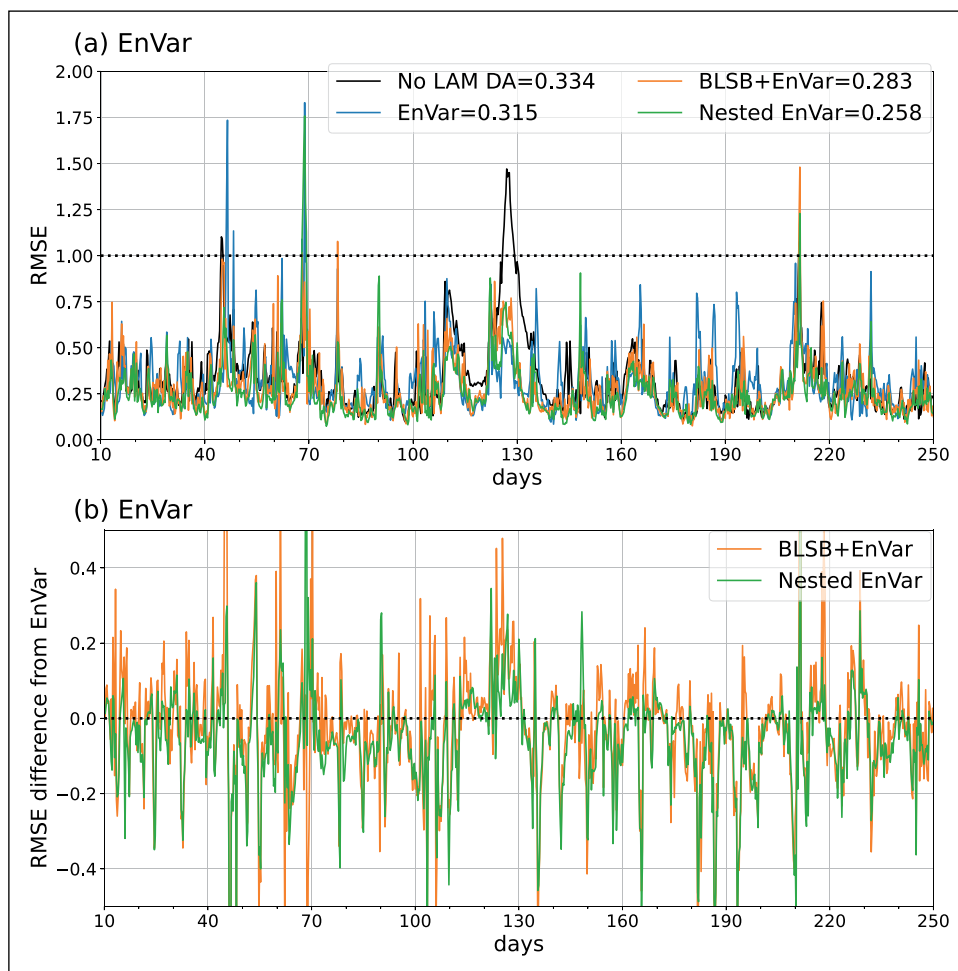 (a) EnVar
No LAM DA=0.334
EnVar=0.315
BLSB+EnVar=0.283
Nested EnVar=0.258
2.00
1.75
1.50
1.25
1.00
0.75
0.50
0.25
0.00
RMSE
10 40 70 100 130 160 190 220 250
days
(b) EnVar
BLSB+EnVar
Nested EnVar
0.4
0.2
0.0
−0.2
−0.4
RMSE difference from EnVar
10 40 70 100 130 160 190 220 250
days